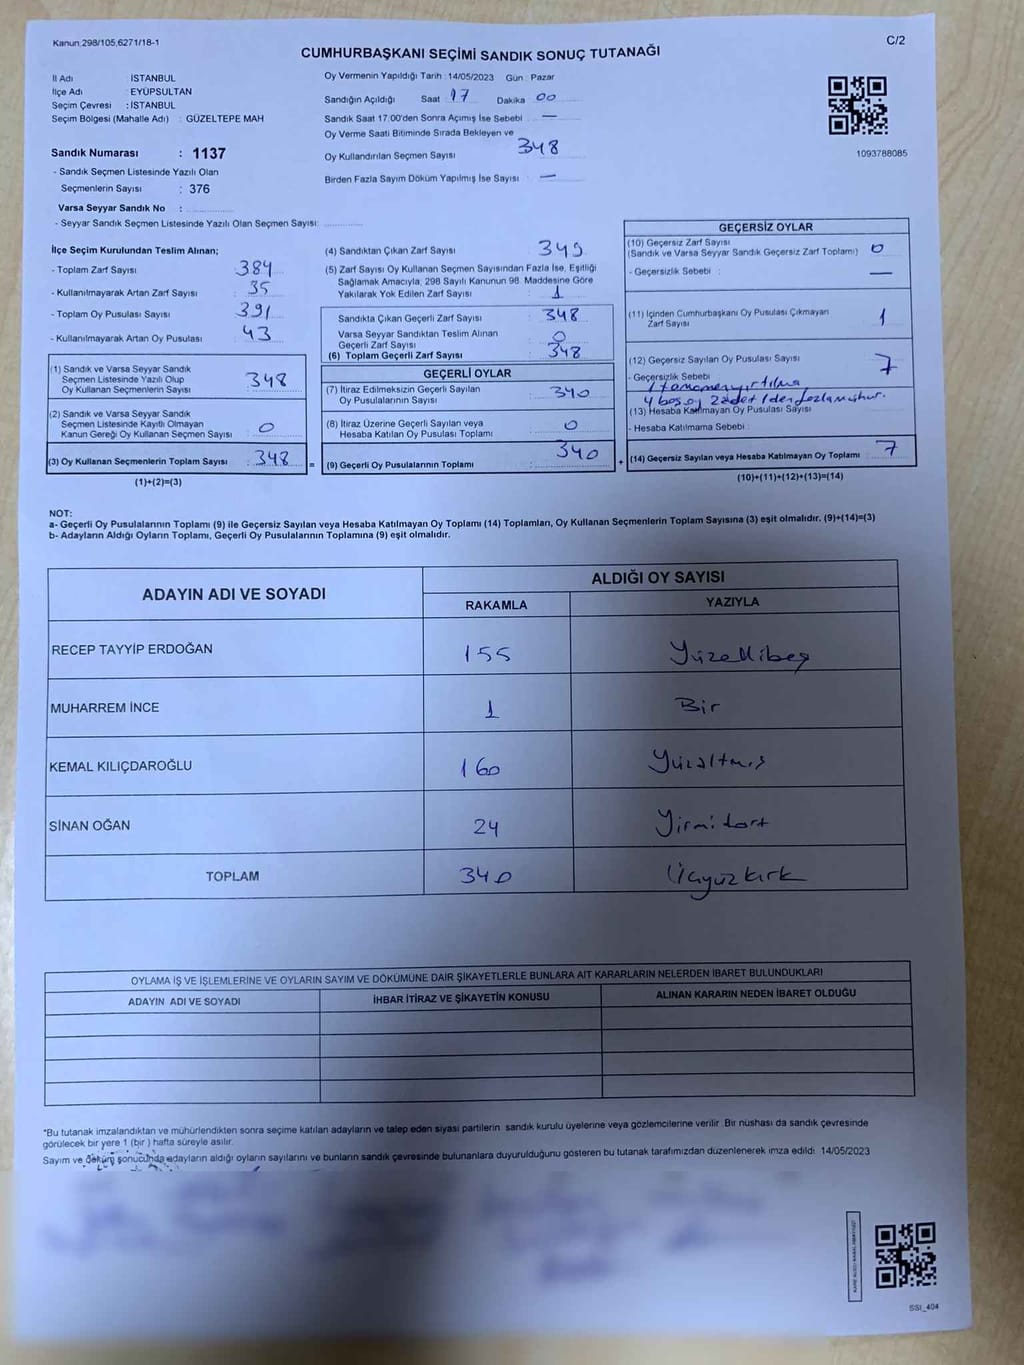 Kanun:298/105,6271/18-1
C/2
CUMHURBAŞKANI SEÇİMİ SANDIK SONUÇ TUTANAĞI
İl Adı : İSTANBUL
İlçe Adı : EYÜPSULTAN
Seçim Çevresi : İSTANBUL
Seçim Bölgesi (Mahalle Adı) : GÜZELTEPE MAH
Sandık Numarası : 1137
- Sandık Seçmen Listesinde Yazılı Olan
Seçmenlerin Sayısı : 376
Varsa Seyyar Sandık No :
- Seyyar Sandık Seçmen Listesinde Yazılı Olan Seçmen Sayısı:
Oy Vermenin Yapıldığı Tarih : 14/05/2023 Gün : Pazar
Sandığın Açıldığı Saat 17 Dakika 00
Sandık Saat 17:00'den Sonra Açımış İse Sebebi : —
Oy Verme Saati Bitiminde Sırada Bekleyen ve
Oy Kullandırılan Seçmen Sayısı : 348
Birden Fazla Sayım Döküm Yapılmış İse Sayısı : —
1093788085
İlçe Seçim Kurulundan Teslim Alınan;
- Toplam Zarf Sayısı : 384
- Kullanılmayarak Artan Zarf Sayısı : 35
- Toplam Oy Pusulası Sayısı : 391
- Kullanılmayarak Artan Oy Pusulası : 43
(1) Sandık ve Varsa Seyyar Sandık
Seçmen Listesinde Yazılı Olup
Oy Kullanan Seçmenlerin Sayısı : 348
(2) Sandık ve Varsa Seyyar Sandık
Seçmen Listesinde Kayıtlı Olmayan
Kanun Gereği Oy Kullanan Seçmen Sayısı : 0
(3) Oy Kullanan Seçmenlerin Toplam Sayısı : 348 =
(1)+(2)=(3)
(4) Sandıktan Çıkan Zarf Sayısı : 349
(5) Zarf Sayısı Oy Kullanan Seçmen Sayısından Fazla İse, Eşitliği
Sağlamak Amacıyla, 298 Sayılı Kanunun 98. Maddesine Göre
Yakılarak Yok Edilen Zarf Sayısı : 1
Sandıkta Çıkan Geçerli Zarf Sayısı : 348
Varsa Seyyar Sandıktan Teslim Alınan
Geçerli Zarf Sayısı : 0
(6) Toplam Geçerli Zarf Sayısı : 348
GEÇERLİ OYLAR
(7) İtiraz Edilmeksizin Geçerli Sayılan
Oy Pusulalarının Sayısı : 340
(8) İtiraz Üzerine Geçerli Sayılan veya
Hesaba Katılan Oy Pusulası Toplamı : 0
(9) Geçerli Oy Pusulalarının Toplamı : 340 +
GEÇERSİZ OYLAR
(10) Geçersiz Zarf Sayısı
(Sandık ve Varsa Seyyar Sandık Geçersiz Zarf Toplamı) : 0
- Geçersizlik Sebebi : —
(11) İçinden Cumhurbaşkanı Oy Pusulası Çıkmayan
Zarf Sayısı : 1
(12) Geçersiz Sayılan Oy Pusulası Sayısı : 7
- Geçersizlik Sebebi : 1 tamamen yırtılma
4 boş oy 2 adet 1 den fazla mühür.
(13) Hesaba Katılmayan Oy Pusulası Sayısı :
- Hesaba Katılmama Sebebi :
(14) Geçersiz Sayılan veya Hesaba Katılmayan Oy Toplamı : 7
(10)+(11)+(12)+(13)=(14)
NOT:
a- Geçerli Oy Pusulalarının Toplamı (9) ile Geçersiz Sayılan veya Hesaba Katılmayan Oy Toplamı (14) Toplamları, Oy Kullanan Seçmenlerin Toplam Sayısına (3) eşit olmalıdır. (9)+(14)=(3)
b- Adayların Aldığı Oyların Toplamı, Geçerli Oy Pusulalarının Toplamına (9) eşit olmalıdır.
ADAYIN ADI VE SOYADI
ALDIĞI OY SAYISI
RAKAMLA YAZIYLA
RECEP TAYYİP ERDOĞAN 155 Yüzellibeş
MUHARREM İNCE 1 Bir
KEMAL KILIÇDAROĞLU 160 Yüzaltmış
SİNAN OĞAN 24 Yirmidört
TOPLAM 340 Üçyüzkırk
OYLAMA İŞ VE İŞLEMLERİNE VE OYLARIN SAYIM VE DÖKÜMÜNE DAİR ŞİKAYETLERLE BUNLARA AİT KARARLARIN NELERDEN İBARET BULUNDUKLARI
ADAYIN ADI VE SOYADI İHBAR İTİRAZ VE ŞİKAYETİN KONUSU ALINAN KARARIN NEDEN İBARET OLDUĞU
*Bu tutanak imzalandıktan ve mühürlendikten sonra seçime katılan adayların ve talep eden siyasi partilerin sandık kurulu üyelerine veya gözlemcilerine verilir. Bir nüshası da sandık çevresinde
görülecek bir yere 1 (bir ) hafta süreyle asılır.
Sayım ve döküm sonucunda adayların aldığı oyların sayılarını ve bunların sandık çevresinde bulunanlara duyurulduğunu gösteren bu tutanak tarafımızdan düzenlenerek imza edildi. 14/05/2023
SSI_404